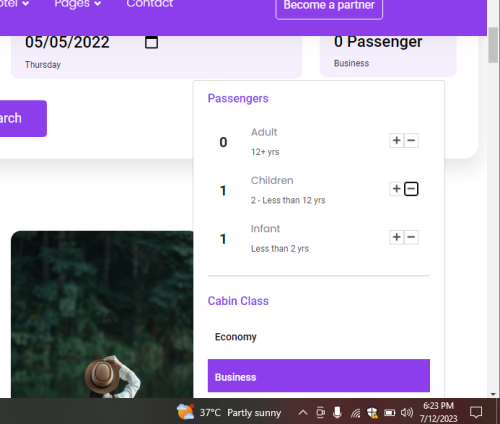 Pages
Contact
Become a partner
05/05/2022
Thursday
0 Passenger
Business
Passengers
0
Adult
12+ yrs
+ −
1
Children
2 - Less than 12 yrs
+ −
1
Infant
Less than 2 yrs
+ −
Cabin Class
Economy
Business
37°C Partly sunny
6:23 PM
7/12/2023